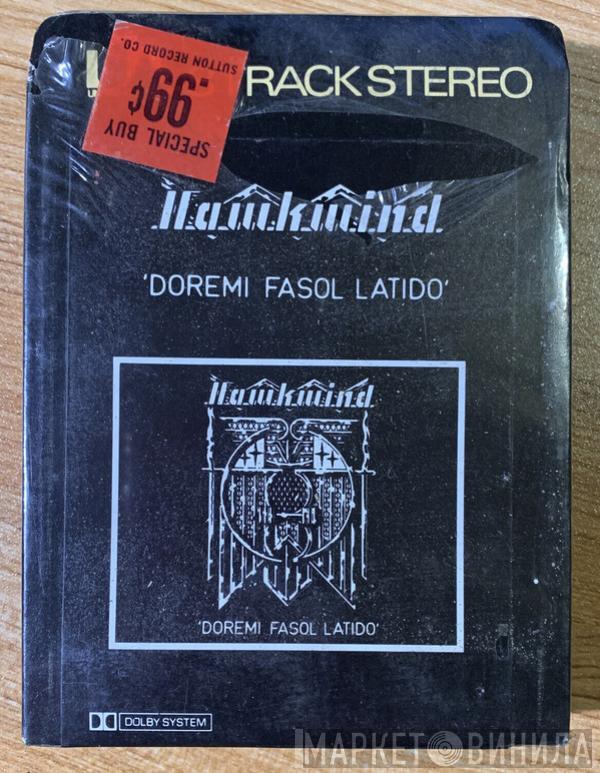 RACK STEREO
SUTTON RECORD CO.
.99¢
SPECIAL BUY
Hawkwind
'DOREMI FASOL LATIDO'
Hawkwind
'DOREMI FASOL LATIDO'
DOLBY SYSTEM
МАРКЕТ ВИНИЛА